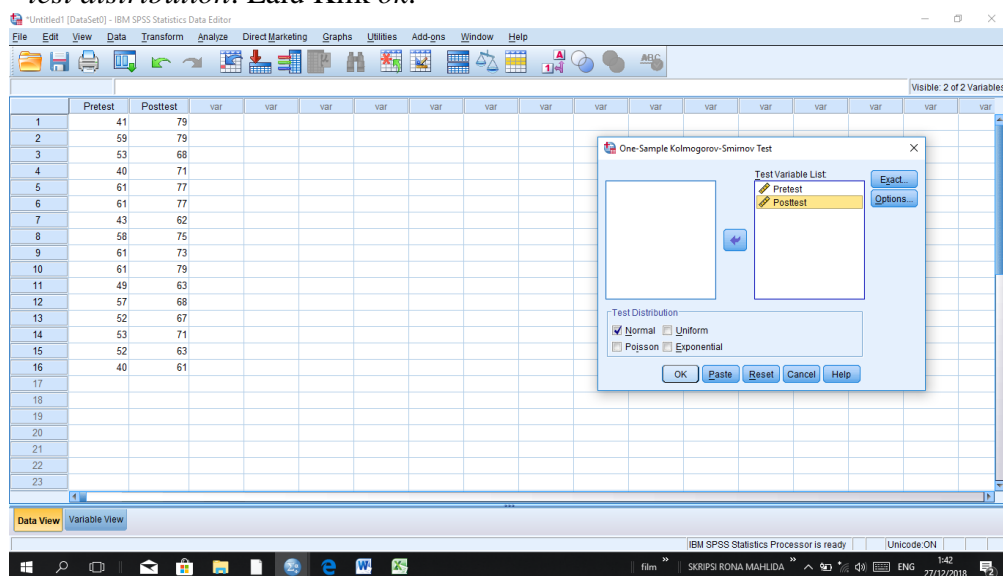 test distribution. Lalu Klik ok.
*Untitled1 [DataSet0] - IBM SPSS Statistics Data Editor
File Edit View Data Transform Analyze Direct Marketing Graphs Utilities Add-ons Window Help
Visible: 2 of 2 Variables
Pretest Posttest var var var var var var var var var var var var var var var
1 41 79
2 59 79
3 53 68
4 40 71
5 61 77
6 61 77
7 43 62
8 58 75
9 61 73
10 61 79
11 49 63
12 57 68
13 52 67
14 53 71
15 52 63
16 40 61
17
18
19
20
21
22
23
One-Sample Kolmogorov-Smirnov Test
Test Variable List:
Pretest
Posttest
Exact...
Options...
Test Distribution
Normal Uniform
Poisson Exponential
OK Paste Reset Cancel Help
Data View Variable View
IBM SPSS Statistics Processor is ready Unicode:ON
film SKRIPSI RONA MAHLIDA ENG 1:42
27/12/2018